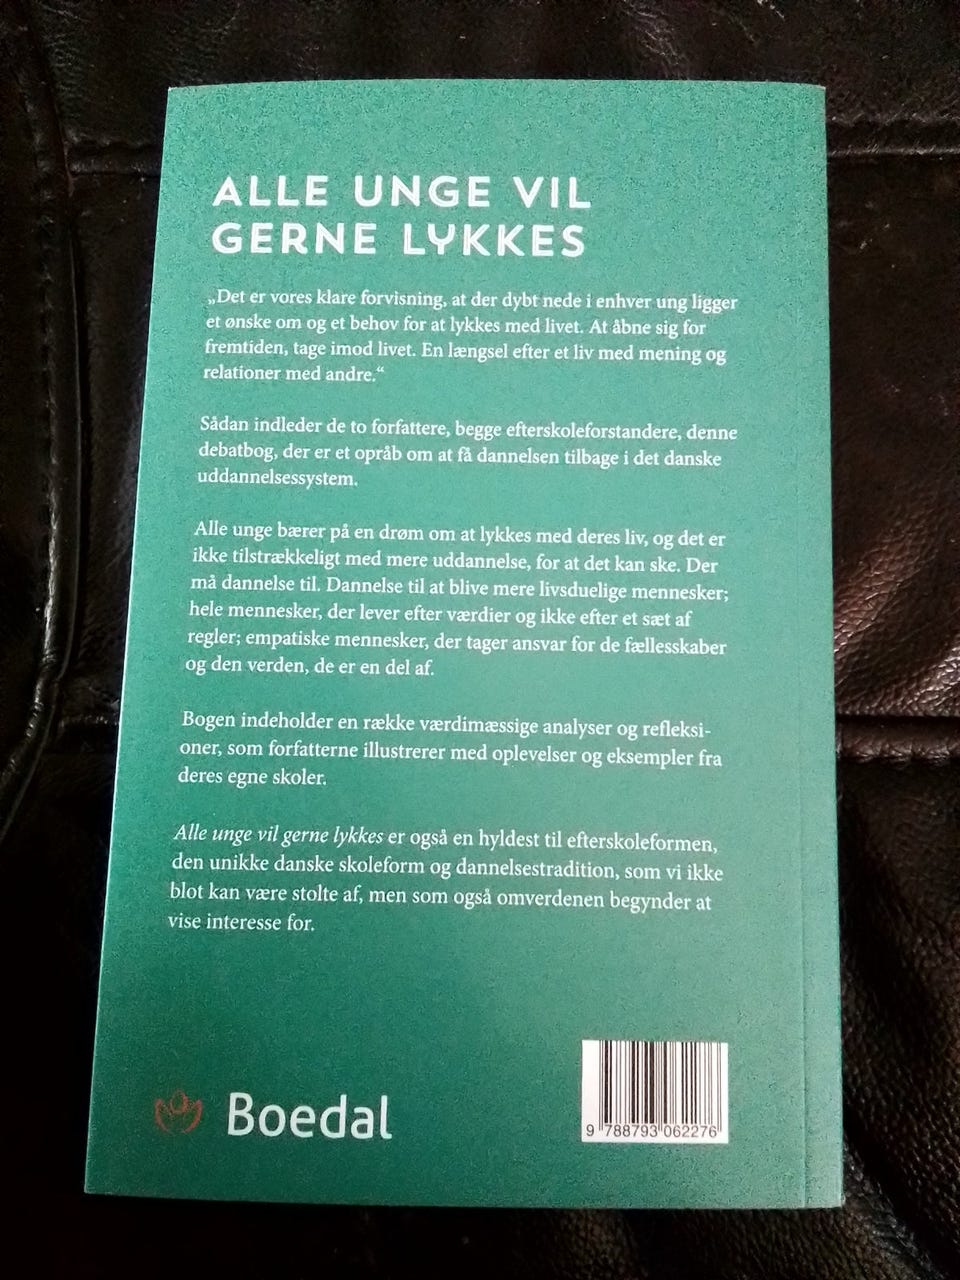 ALLE UNGE VIL
GERNE LYKKES
„Det er vores klare forvisning, at der dybt nede i enhver ung ligger
et ønske om og et behov for at lykkes med livet. At åbne sig for
fremtiden, tage imod livet. En længsel efter et liv med mening og
relationer med andre.“
Sådan indleder de to forfattere, begge efterskoleforstandere, denne
debatbog, der er et opråb om at få dannelsen tilbage i det danske
uddannelsessystem.
Alle unge bærer på en drøm om at lykkes med deres liv, og det er
ikke tilstrækkeligt med mere uddannelse, for at det kan ske. Der
må dannelse til. Dannelse til at blive mere livsduelige mennesker;
hele mennesker, der lever efter værdier og ikke efter et sæt af
regler; empatiske mennesker, der tager ansvar for de fællesskaber
og den verden, de er en del af.
Bogen indeholder en række værdimæssige analyser og refleksi-
oner, som forfatterne illustrerer med oplevelser og eksempler fra
deres egne skoler.
Alle unge vil gerne lykkes er også en hyldest til efterskoleformen,
den unikke danske skoleform og dannelsestradition, som vi ikke
blot kan være stolte af, men som også omverdenen begynder at
vise interesse for.
Boedal
9 788793 062276